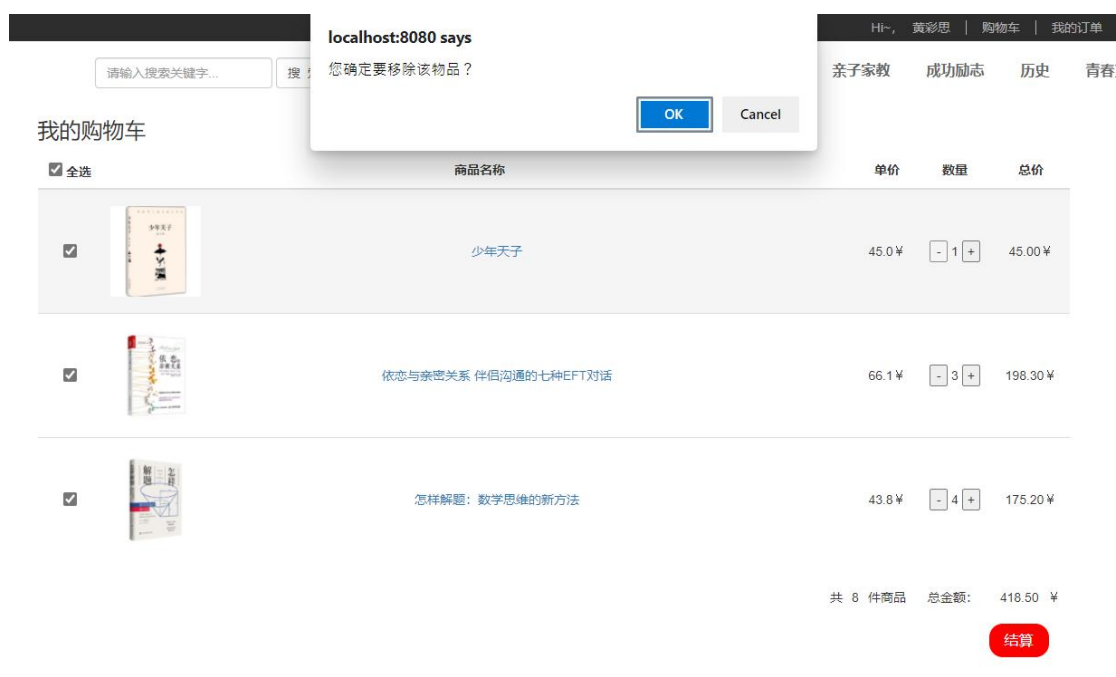 localhost:8080 says
您确定要移除该物品？
OK Cancel
Hi~, 黄彩思 | 购物车 | 我的订单
请输入搜索关键字... 搜
亲子家教 成功励志 历史 青春
我的购物车
全选 商品名称 单价 数量 总价
少年天子
少年天子 45.0¥ - 1 + 45.00¥
依恋与亲密关系 伴侣沟通的七种EFT对话 66.1¥ - 3 + 198.30¥
解题 怎样
怎样解题：数学思维的新方法 43.8¥ - 4 + 175.20¥
共 8 件商品 总金额： 418.50 ¥
结算